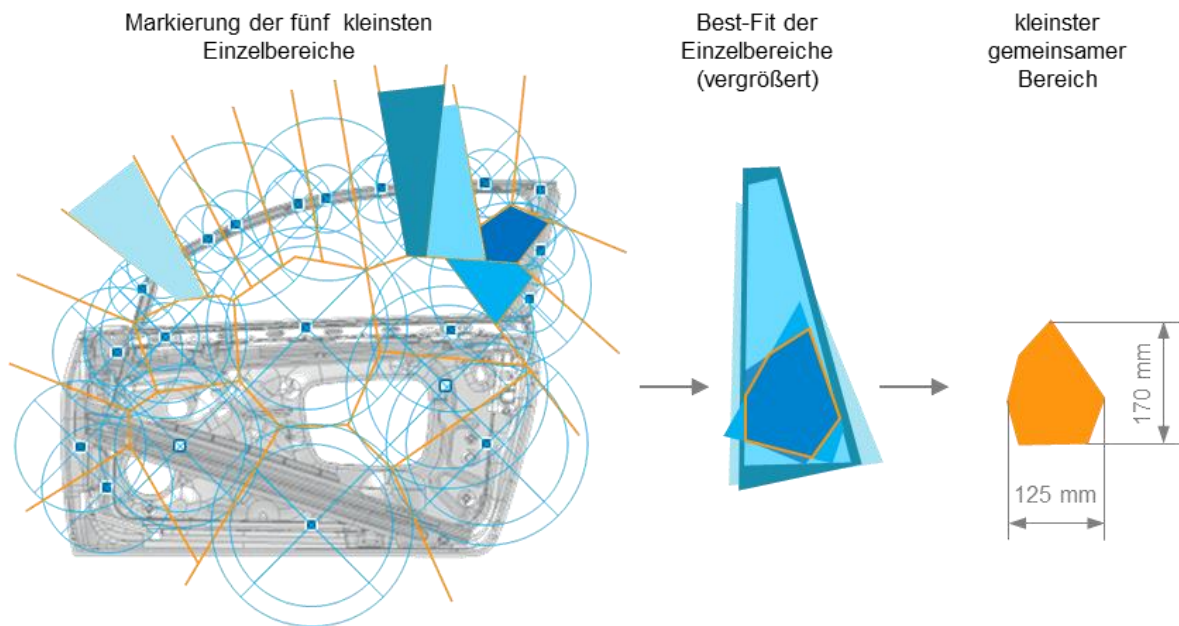 Markierung der fünf kleinsten
Einzelbereiche
Best-Fit der
Einzelbereiche
(vergrößert)
kleinster
gemeinsamer
Bereich
170 mm
125 mm